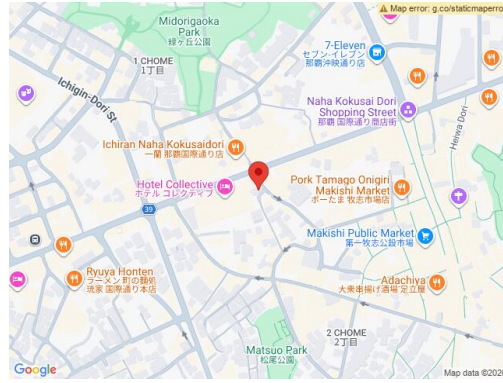 Map error: g.co/staticmaperro
Midorigaoka
Park
緑ヶ丘公園
7-Eleven
セブン-イレブン
那覇沖映通り店
1 CHOME
1丁目
Ichigin-Dori St
Naha Kokusai Dori
Shopping Street
那覇 国際通り商店街
Heiwa Dori
Ichiran Naha Kokusaidori
一蘭 那覇国際通り店
Hotel Collective
ホテル コレクティブ
Pork Tamago Onigiri
Makishi Market
ポーたま 牧志市場店
39
Makishi Public Market
第一牧志公設市場
Ryuya Honten
ラーメン 町の麺処
琉家 国際通り本店
Adachiya
大衆串揚げ酒場 足立屋
2 CHOME
2丁目
Matsuo Park
松尾公園
Google
Map data ©202